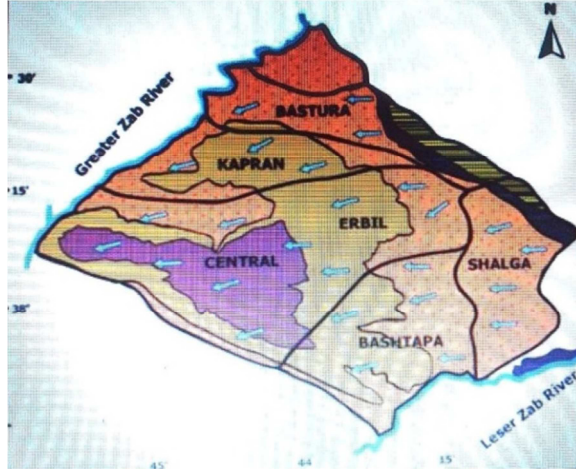 N
30'
Greater Zab River
BASTURA
KAPRAN
15'
ERBIL
CENTRAL
SHALGA
38'
BASHTAPA
Leser Zab River
45'
44
15'